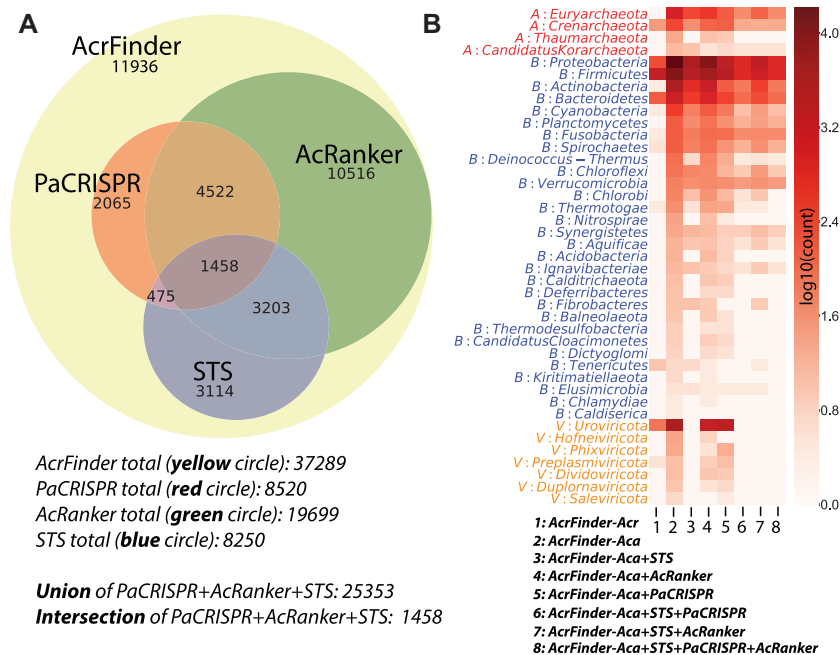 A
AcrFinder
11936
AcRanker
10516
PaCRISPR
2065
4522
1458
475
3203
STS
3114
AcrFinder total (yellow circle): 37289
PaCRISPR total (red circle): 8520
AcRanker total (green circle): 19699
STS total (blue circle): 8250
Union of PaCRISPR+AcRanker+STS: 25353
Intersection of PaCRISPR+AcRanker+STS: 1458
B
A : Euryarchaeota
A : Crenarchaeota
A : Thaumarchaeota
A : CandidatusKorarchaeota
B : Proteobacteria
B : Firmicutes
B : Actinobacteria
B : Bacteroidetes
B : Cyanobacteria
B : Planctomycetes
B : Fusobacteria
B : Spirochaetes
B : Deinococcus − Thermus
B : Chloroflexi
B : Verrucomicrobia
B : Chlorobi
B : Thermotogae
B : Nitrospirae
B : Synergistetes
B : Aquificae
B : Acidobacteria
B : Ignavibacteriae
B : Calditrichaeota
B : Deferribacteres
B : Fibrobacteres
B : Balneolaeota
B : Thermodesulfobacteria
B : CandidatusCloacimonetes
B : Dictyoglomi
B : Tenericutes
B : Kiritimatiellaeota
B : Elusimicrobia
B : Chlamydiae
B : Caldiserica
V : Uroviricota
V : Hofneiviricota
V : Phixviricota
V : Preplasmiviricota
V : Dividoviricota
V : Duplornaviricota
V : Saleviricota
1 2 3 4 5 6 7 8
4.0
3.2
2.4
1.6
0.8
0.0
log10(count)
1: AcrFinder-Acr
2: AcrFinder-Aca
3: AcrFinder-Aca+STS
4: AcrFinder-Aca+AcRanker
5: AcrFinder-Aca+PaCRISPR
6: AcrFinder-Aca+STS+PaCRISPR
7: AcrFinder-Aca+STS+AcRanker
8: AcrFinder-Aca+STS+PaCRISPR+AcRanker